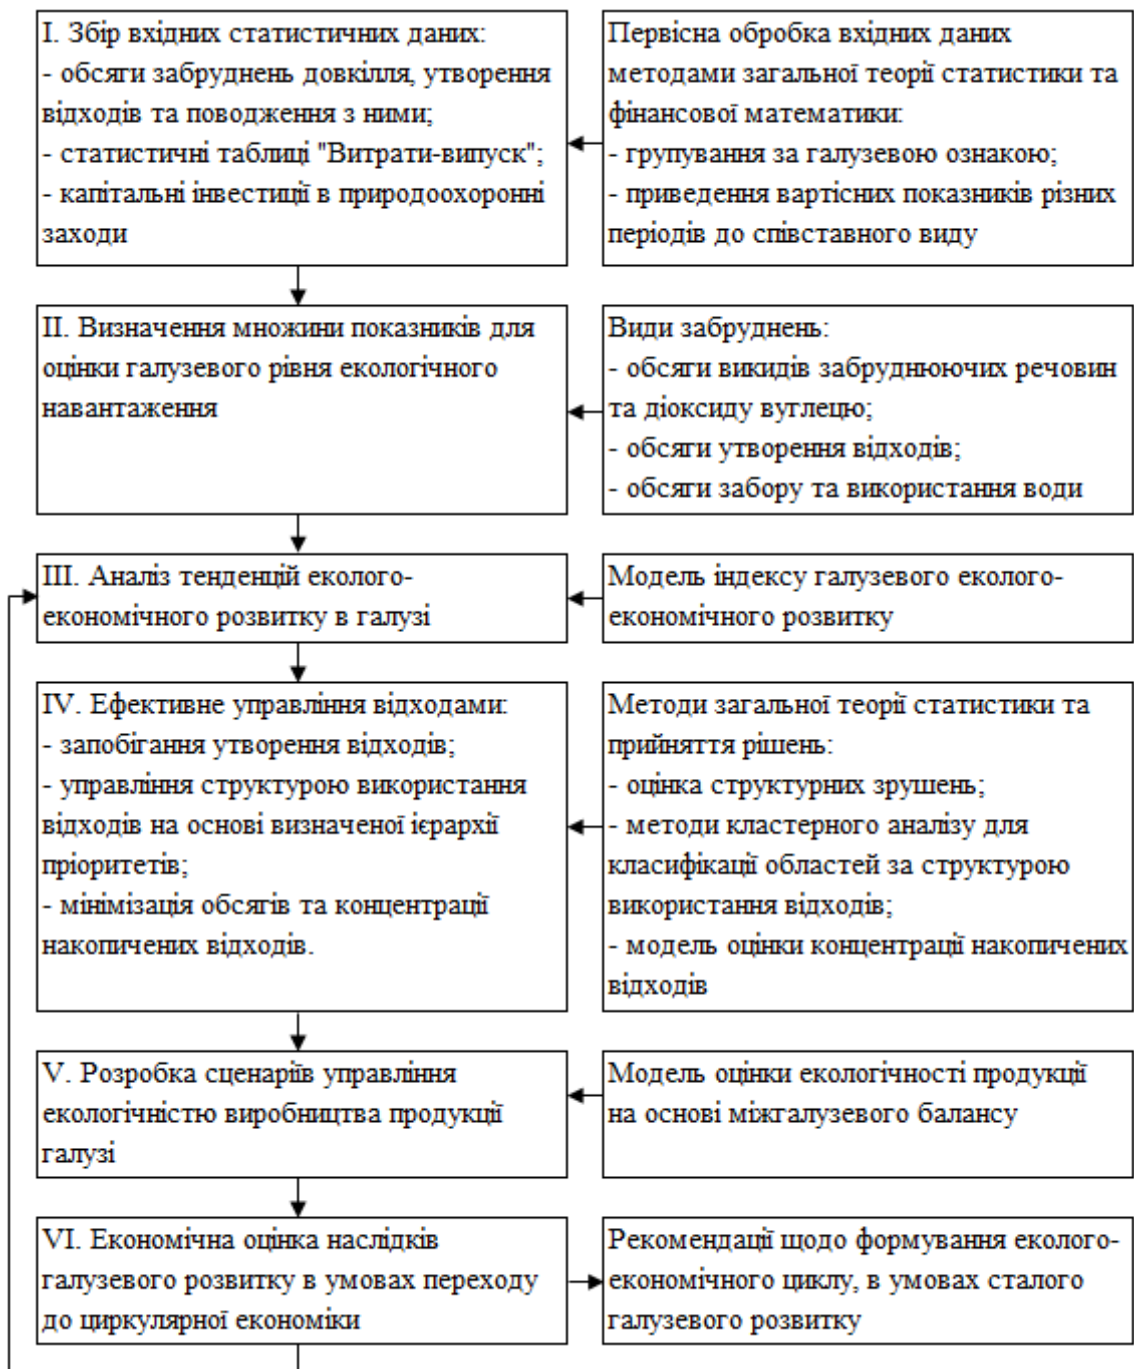 І. Збір вхідних статистичних даних:
- обсяги забруднень довкілля, утворення
відходів та поводження з ними;
- статистичні таблиці "Витрати-випуск";
- капітальні інвестиції в природоохоронні
заходи
Первісна обробка вхідних даних
методами загальної теорії статистики та
фінансової математики:
- групування за галузевою ознакою;
- приведення вартісних показників різних
періодів до співставного виду
ІІ. Визначення множини показників для
оцінки галузевого рівня екологічного
навантаження
Види забруднень:
- обсяги викидів забруднюючих речовин
та діоксиду вуглецю;
- обсяги утворення відходів;
- обсяги забору та використання води
ІІІ. Аналіз тенденцій еколого-
економічного розвитку в галузі
Модель індексу галузевого еколого-
економічного розвитку
IV. Ефективне управління відходами:
- запобігання утворення відходів;
- управління структурою використання
відходів на основі визначеної ієрархії
пріоритетів;
- мінімізація обсягів та концентрації
накопичених відходів.
Методи загальної теорії статистики та
прийняття рішень:
- оцінка структурних зрушень;
- методи кластерного аналізу для
класифікації областей за структурою
використання відходів;
- модель оцінки концентрації накопичених
відходів
V. Розробка сценаріїв управління
екологічністю виробництва продукції
галузі
Модель оцінки екологічності продукції
на основі міжгалузевого балансу
VI. Економічна оцінка наслідків
галузевого розвитку в умовах переходу
до циркулярної економіки
Рекомендації щодо формування еколого-
економічного циклу, в умовах сталого
галузевого розвитку